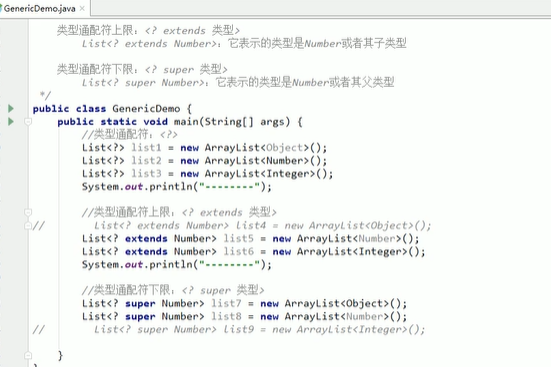 GenericDemo.java ×
类型通配符上限：<? extends 类型>
List<? extends Number>：它表示的类型是Number或者其子类型
类型通配符下限：<? super 类型>
List<? super Number>：它表示的类型是Number或者其父类型
*/
public class GenericDemo {
public static void main(String[] args) {
//类型通配符：<?>
List<?> list1 = new ArrayList<Object>();
List<?> list2 = new ArrayList<Number>();
List<?> list3 = new ArrayList<Integer>();
System.out.println("--------");
//类型通配符上限：<? extends 类型>
// List<? extends Number> list4 = new ArrayList<Object>();
List<? extends Number> list5 = new ArrayList<Number>();
List<? extends Number> list6 = new ArrayList<Integer>();
System.out.println("--------");
//类型通配符下限：<? super 类型>
List<? super Number> list7 = new ArrayList<Object>();
List<? super Number> list8 = new ArrayList<Number>();
// List<? super Number> list9 = new ArrayList<Integer>();
}